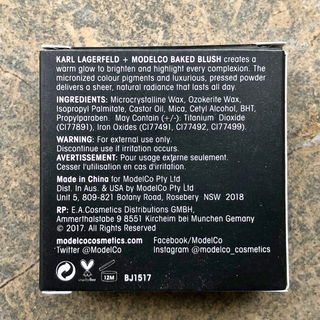 KARL LAGERFELD + MODELCO BAKED BLUSH creates a
warm glow to brighten and highlight every complexion. The
micronized colour pigments and luxurious, pressed powder
delivers a sheer, natural radiance that lasts all day.
INGREDIENTS: Microcrystalline Wax, Ozokerite Wax,
Isopropyl Palmitate, Castor Oil, Mica, Cetyl Alcohol, BHT,
Propylparaben. May Contain (+/-): Titanium Dioxide
(CI77891), Iron Oxides (CI77491, CI77492, CI77499).
WARNING: For external use only.
Discontinue use if irritation occurs.
AVERTISSEMENT: Pour usage externe seulement.
Cesser l'utilisation en cas d'irritation.
Made in China for ModelCo Pty Ltd
Dist. In Aus. & USA by ModelCo Pty Ltd
Unit 5, 809-821 Botany Road, Rosebery NSW 2018
RP: E.A.Cosmetics Distributions GMBH,
Ammerthalstrabe 9 8551 Kircheim bei Munchen Gemany
© 2017. All rights reserved.
modelcocosmetics.com Facebook/ModelCo
Twitter @ModelCo Instagram @modelco_cosmetics
12M BJ1517